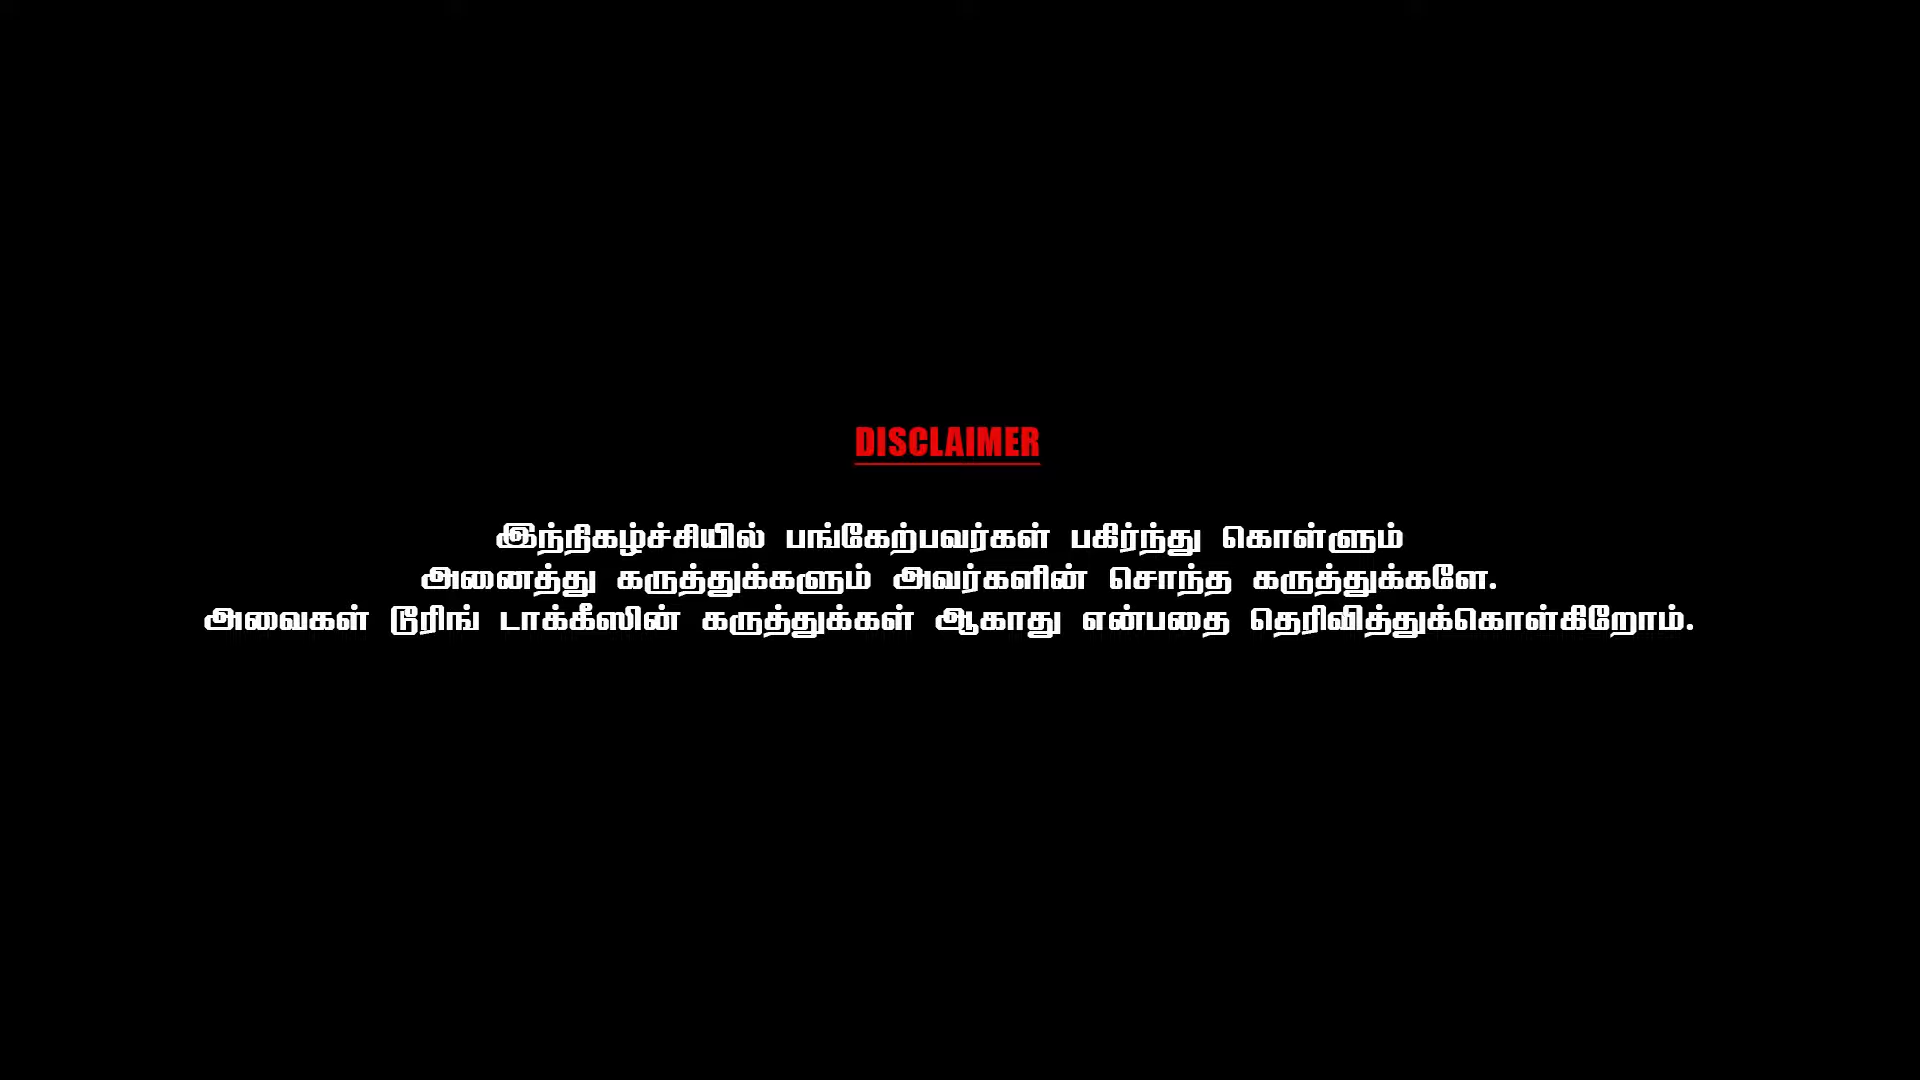 DISCLAIMER
இந்நிகழ்ச்சியில் பங்கேற்பவர்கள் பகிர்ந்து கொள்ளும்
அனைத்து கருத்துக்களும் அவர்களின் சொந்த கருத்துக்களே.
அவைகள் டூரிங் டாக்கீஸின் கருத்துக்கள் ஆகாது என்பதை தெரிவித்துக்கொள்கிறோம்.